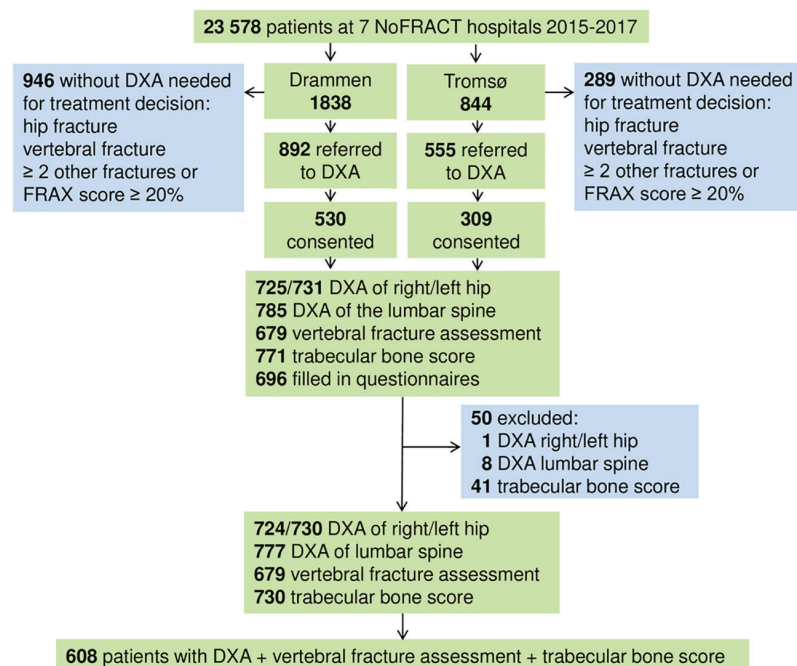 23 578 patients at 7 NoFRACT hospitals 2015-2017
946 without DXA needed
for treatment decision:
hip fracture
vertebral fracture
≥ 2 other fractures or
FRAX score ≥ 20%
Drammen
1838
Tromsø
844
289 without DXA needed
for treatment decision:
hip fracture
vertebral fracture
≥ 2 other fractures or
FRAX score ≥ 20%
892 referred
to DXA
555 referred
to DXA
530
consented
309
consented
725/731 DXA of right/left hip
785 DXA of the lumbar spine
679 vertebral fracture assessment
771 trabecular bone score
696 filled in questionnaires
50 excluded:
1 DXA right/left hip
8 DXA lumbar spine
41 trabecular bone score
724/730 DXA of right/left hip
777 DXA of lumbar spine
679 vertebral fracture assessment
730 trabecular bone score
608 patients with DXA + vertebral fracture assessment + trabecular bone score